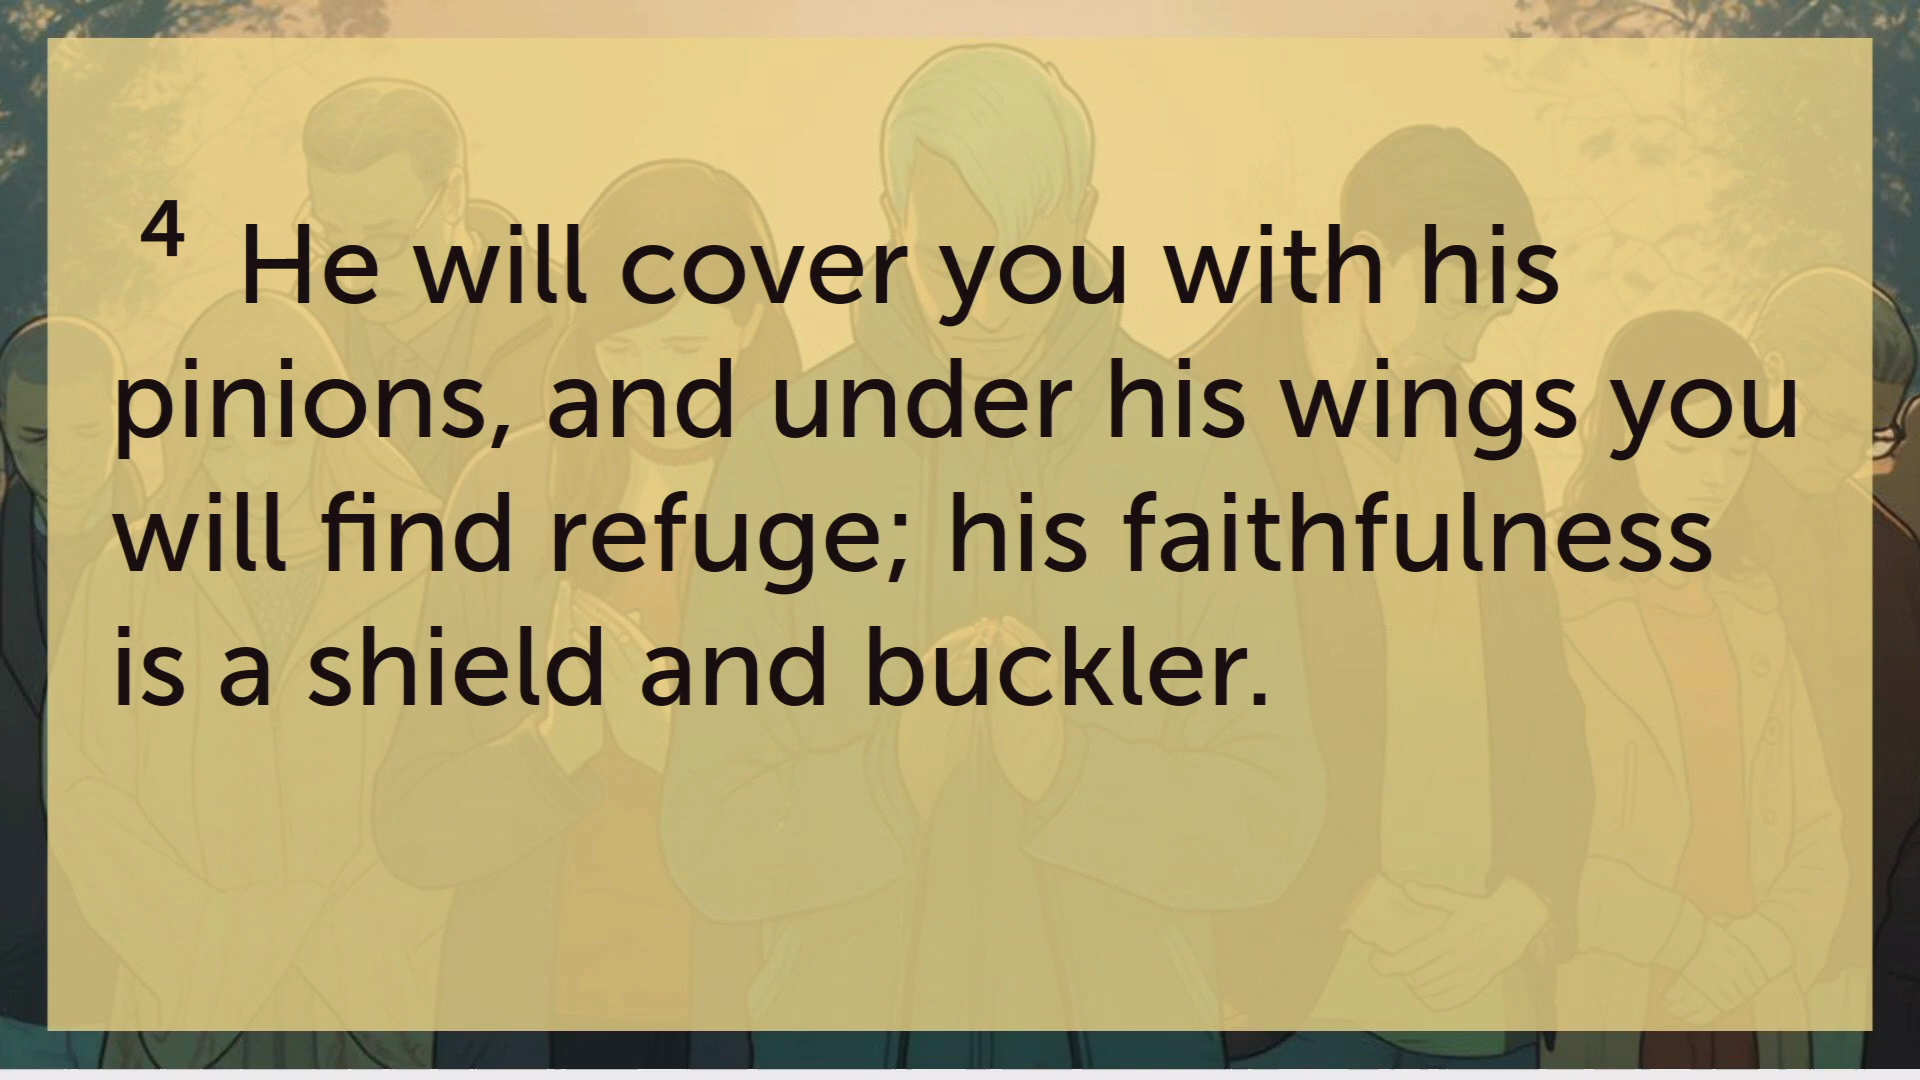 4 He will cover you with his
pinions, and under his wings you
will find refuge; his faithfulness
is a shield and buckler.